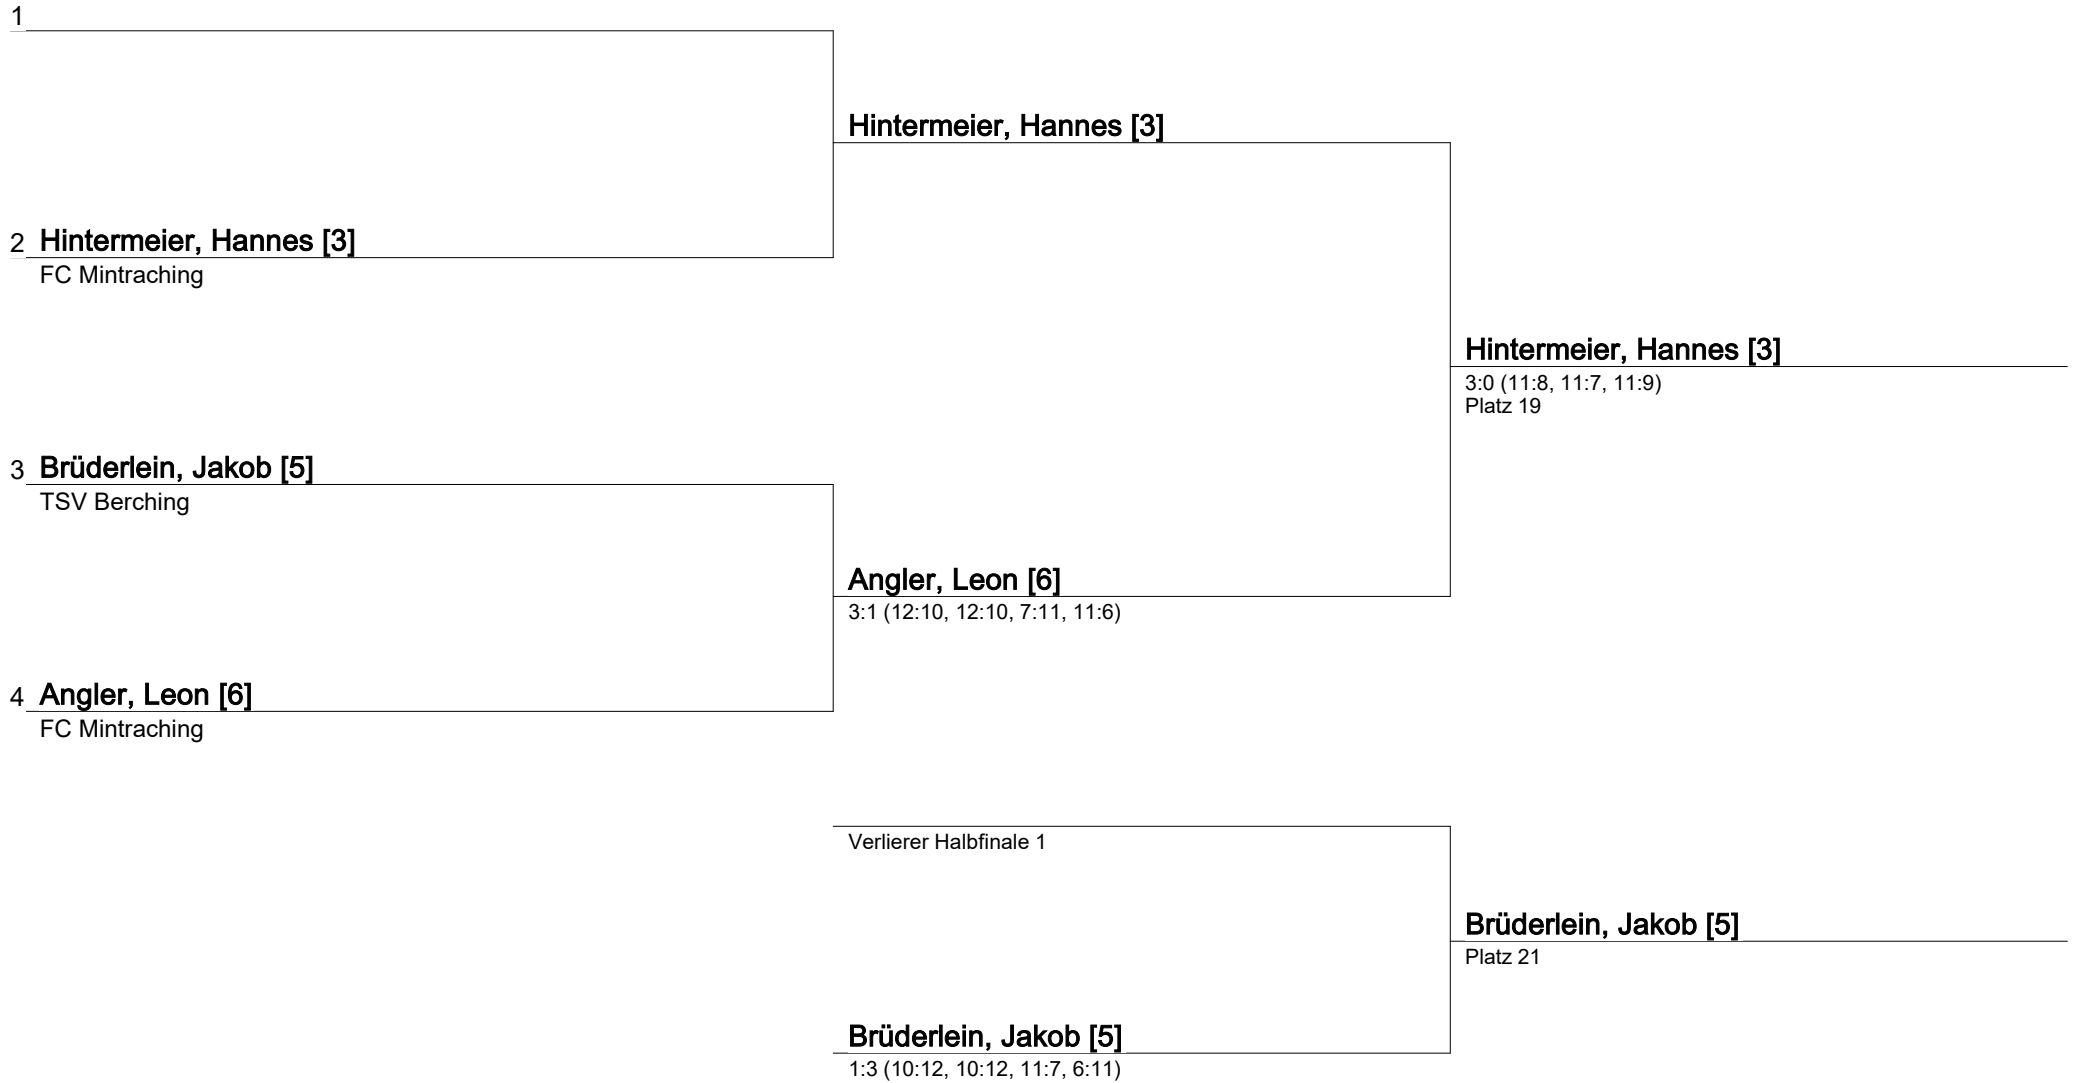 1
Hintermeier, Hannes [3]
2 Hintermeier, Hannes [3]
FC Mintraching
Hintermeier, Hannes [3]
3:0 (11:8, 11:7, 11:9)
Platz 19
3 Brüderlein, Jakob [5]
TSV Berching
Angler, Leon [6]
3:1 (12:10, 12:10, 7:11, 11:6)
4 Angler, Leon [6]
FC Mintraching
Verlierer Halbfinale 1
Brüderlein, Jakob [5]
Platz 21
Brüderlein, Jakob [5]
1:3 (10:12, 10:12, 11:7, 6:11)